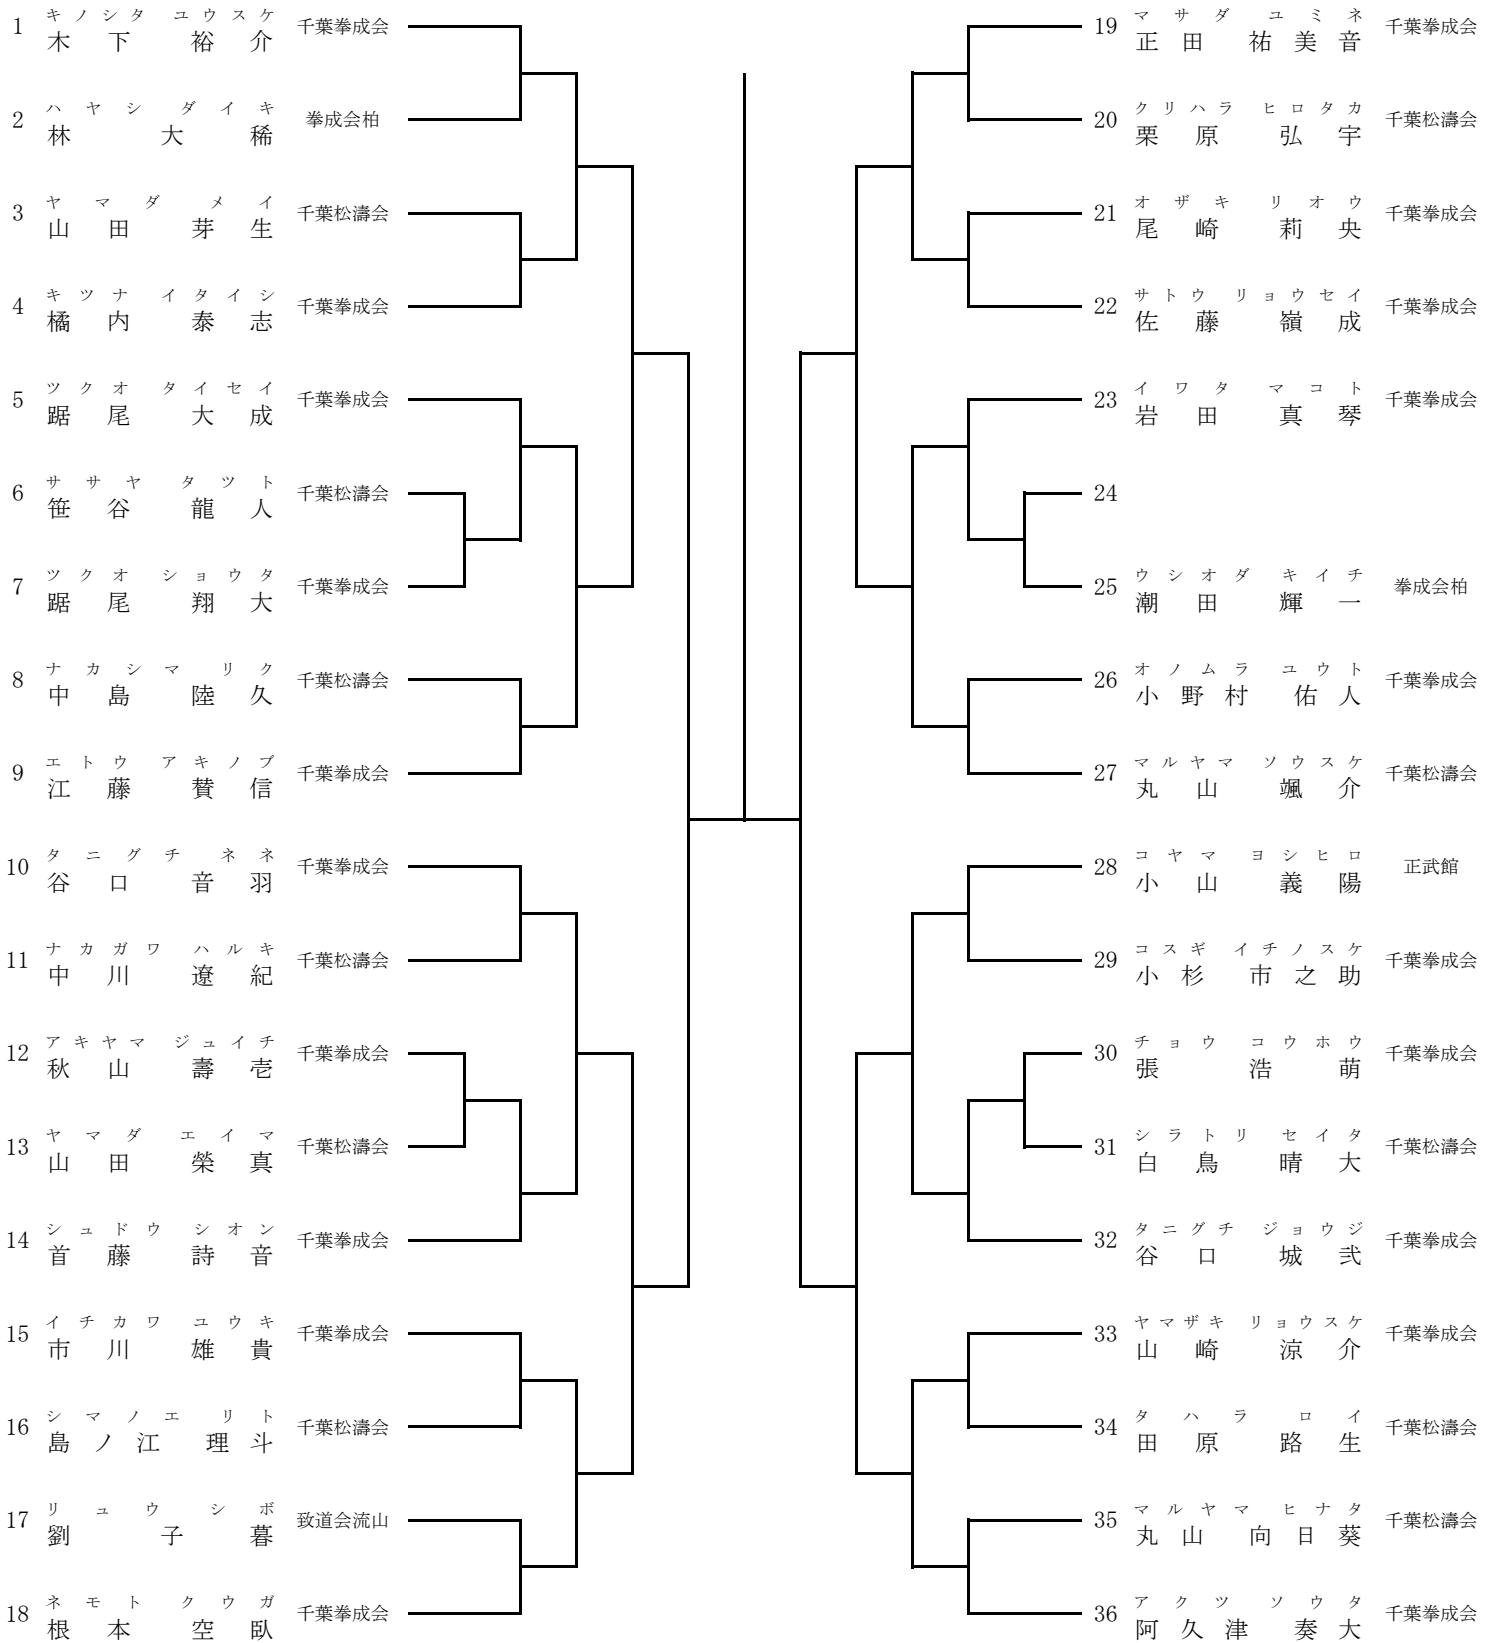 キノシタ ユウスケ
1 木下 裕介 千葉拳成会
ハヤシ ダイキ
2 林 大稀 拳成会柏
ヤマダ メイ
3 山田 芽生 千葉松濤会
キツナ イタイシ
4 橘内 泰志 千葉拳成会
ツクオ タイセイ
5 踞尾 大成 千葉拳成会
ササヤ タツト
6 笹谷 龍人 千葉松濤会
ツクオ ショウタ
7 踞尾 翔大 千葉拳成会
ナカシマ リク
8 中島 陸久 千葉松濤会
エトウ アキノブ
9 江藤 賛信 千葉拳成会
タニグチ ネネ
10 谷口 音羽 千葉拳成会
ナカガワ ハルキ
11 中川 遼紀 千葉松濤会
アキヤマ ジュイチ
12 秋山 壽壱 千葉拳成会
ヤマダ エイマ
13 山田 榮真 千葉松濤会
シュドウ シオン
14 首藤 詩音 千葉拳成会
イチカワ ユウキ
15 市川 雄貴 千葉拳成会
シマノエ リト
16 島ノ江 理斗 千葉松濤会
リュウ シボ
17 劉 子暮 致道会流山
ネモト クウガ
18 根本 空臥 千葉拳成会
マサダ ユミネ
19 正田 祐美音 千葉拳成会
クリハラ ヒロタカ
20 栗原 弘宇 千葉松濤会
オザキ リオウ
21 尾崎 莉央 千葉拳成会
サトウ リョウセイ
22 佐藤 嶺成 千葉拳成会
イワタ マコト
23 岩田 真琴 千葉拳成会
24
ウシオダ キイチ
25 潮田 輝一 拳成会柏
オノムラ ユウト
26 小野村 佑人 千葉拳成会
マルヤマ ソウスケ
27 丸山 颯介 千葉松濤会
コヤマ ヨシヒロ
28 小山 義陽 正武館
コスギ イチノスケ
29 小杉 市之助 千葉拳成会
チョウ コウホウ
30 張 浩萌 千葉拳成会
シラトリ セイタ
31 白鳥 晴大 千葉松濤会
タニグチ ジョウジ
32 谷口 城弐 千葉拳成会
ヤマザキ リョウスケ
33 山崎 涼介 千葉拳成会
タハラ ロイ
34 田原 路生 千葉松濤会
マルヤマ ヒナタ
35 丸山 向日葵 千葉松濤会
アクツ ソウタ
36 阿久津 奏大 千葉拳成会